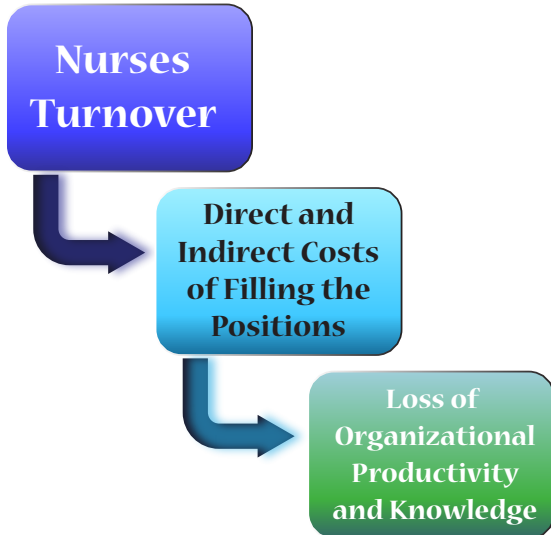 Nurses
Turnover
Direct and
Indirect Costs
of Filling the
Positions
Loss of
Organizational
Productivity
and Knowledge